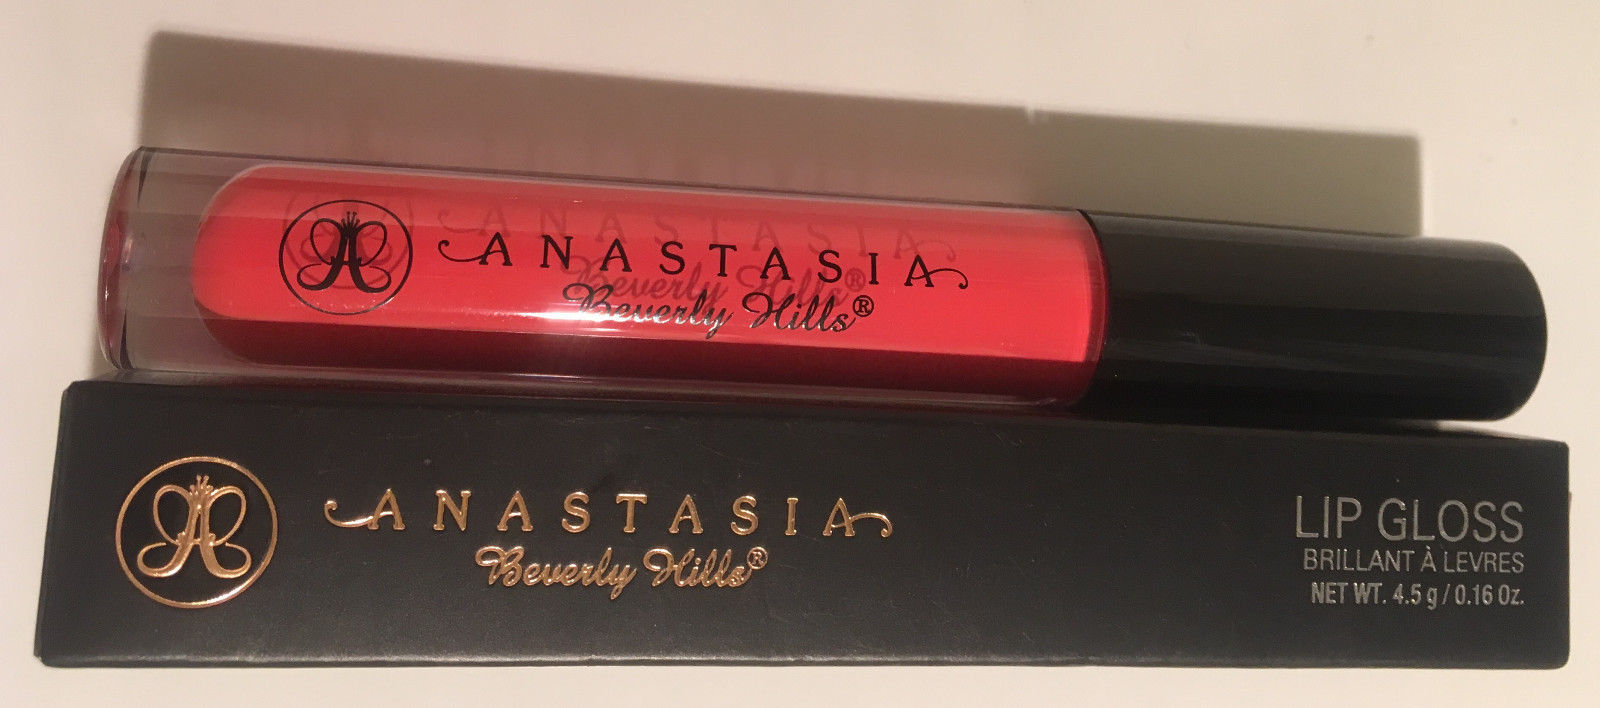 ANASTASIA
Beverly Hills®
ANASTASIA
Beverly Hills®
LIP GLOSS
BRILLANT À LEVRES
NET WT. 4.5 g / 0.16 Oz.